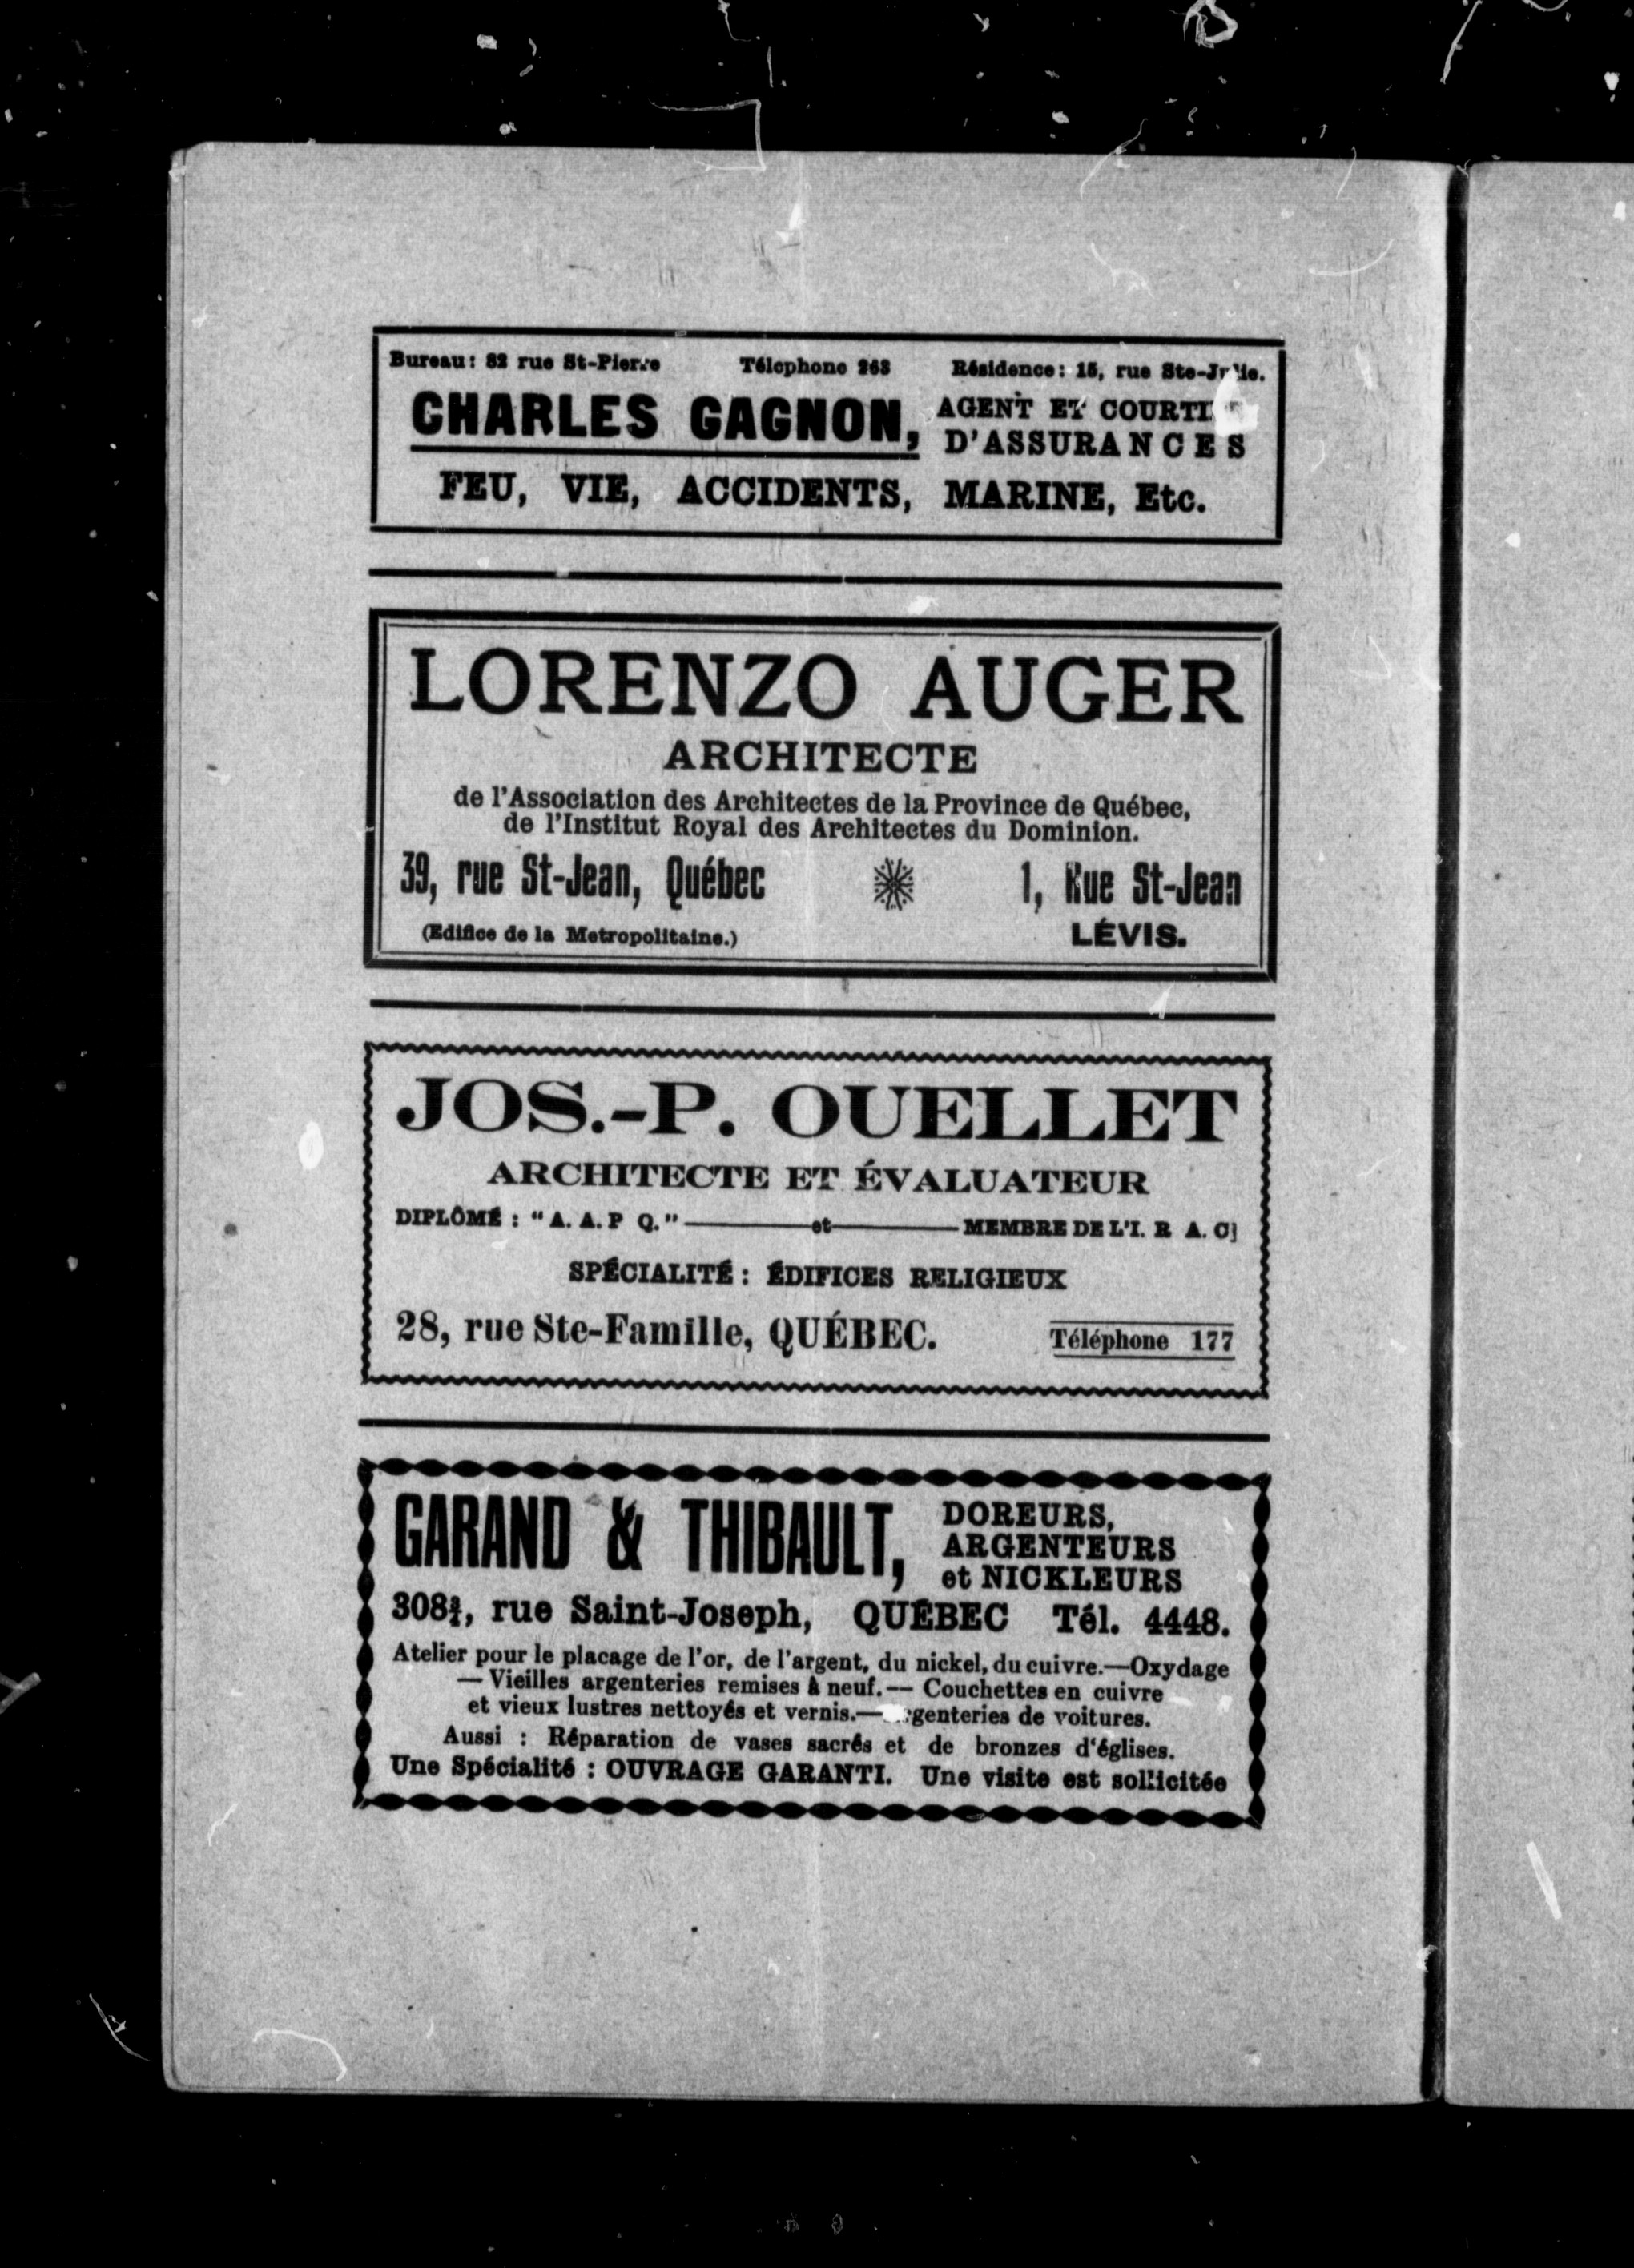 Bureau: 82 rue St-Pierre Téléphone 263 Résidence: 15, rue Ste-Julie.
CHARLES GAGNON, AGENT ET
D'ASSURANCES
FEU, VIE, ACCIDENTS, MARINE, Etc.
LORENZO AUGER
ARCHITECTE
de l'Association des Architectes de la Province de Québec,
de l'Institut Royal des Architectes du Dominion.
39, rue St-Jean, Québec 1, Rue St-Jean
(Edifice de la Metropolitaine.) LÉVIS.
JOS.-P. OUELLET
ARCHITECTE ET ÉVALUATEUR
DIPLÔMÉ : "A. A. P Q." — et — MEMBRE DE L'I. R A. C]
SPÉCIALITÉ : ÉDIFICES RELIGIEUX
28, rue Ste-Famille, QUÉBEC. Téléphone 177
GARAND & THIBAULT, DOREURS,
ARGENTEURS
et NICKLEURS
rue Saint-Joseph, QUÉBEC Tél. 4448.
Atelier pour le placage de l'or, de l'argent, du nickel, du cuivre.—Oxydage
— Vieilles argenteries remises à neuf. — Couchettes en cuivre
et vieux lustres nettoyés et vernis.— de voitures.
Aussi : Réparation de vases sacrés et de bronzes d'églises.
Une Spécialité : OUVRAGE GARANTI. Une visite est sollicitée